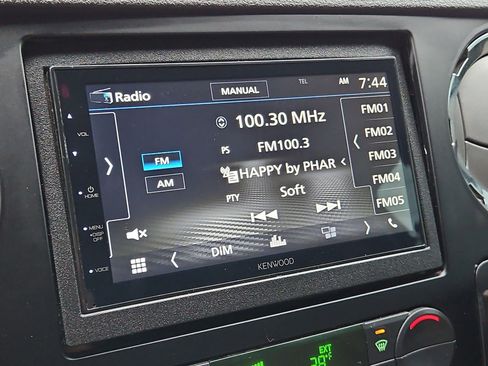 Radio
MANUAL
TEL
AM 7:44
100.30 MHz
PS FM100.3
HAPPY by PHAR
PTY Soft
FM
AM
FM01
FM02
FM03
FM04
FM05
VOL
HOME
MENU
DISP
OFF
VOICE
DIM
KENWOOD
EXT